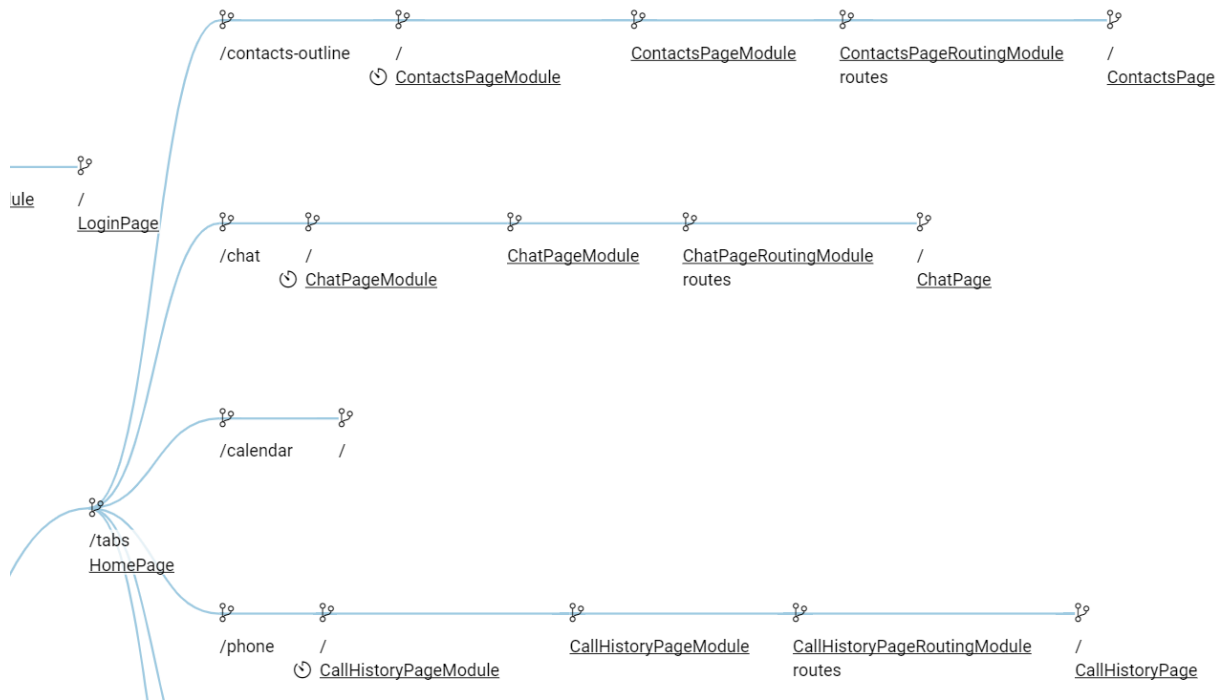 /contacts-outline
/
ContactsPageModule
ContactsPageModule
ContactsPageRoutingModule
routes
/
ContactsPage
/
LoginPage
/chat
/
ChatPageModule
ChatPageModule
ChatPageRoutingModule
routes
/
ChatPage
/calendar
/
/tabs
HomePage
/phone
/
CallHistoryPageModule
CallHistoryPageModule
CallHistoryPageRoutingModule
routes
/
CallHistoryPage